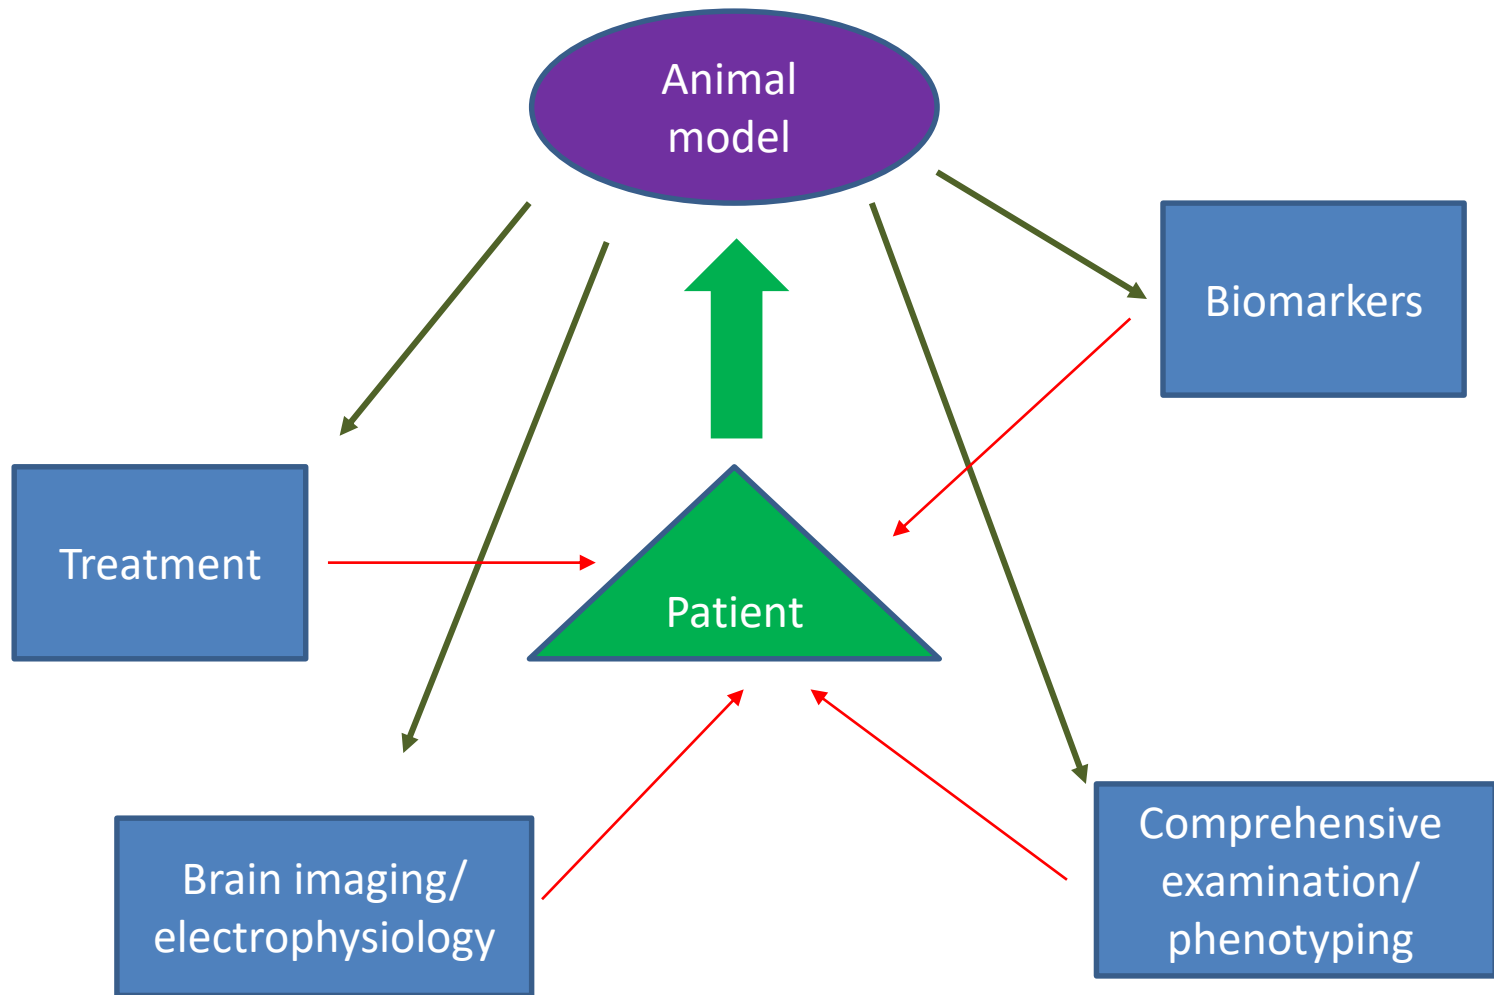 Animal
model
Biomarkers
Treatment
Patient
Brain imaging/
electrophysiology
Comprehensive
examination/
phenotyping